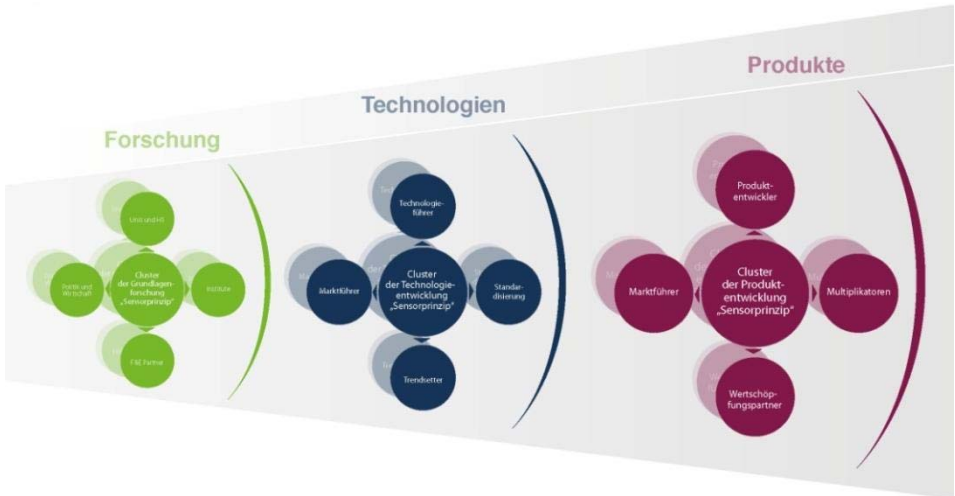 Forschung
Unis und HS
Politik und
Wirtschaft
Cluster
der Grundlagen-
forschung
„Sensorprinzip“
Institute
F&E Partner
Technologien
Technologie-
führer
Marktführer
Cluster
der Technologie-
entwicklung
„Sensorprinzip“
Standar-
disierung
Trendsetter
Produkte
Produkt-
entwickler
Marktführer
Cluster
der Produkt-
entwicklung
„Sensorprinzip“
Multiplikatoren
Wertschöp-
fungspartner